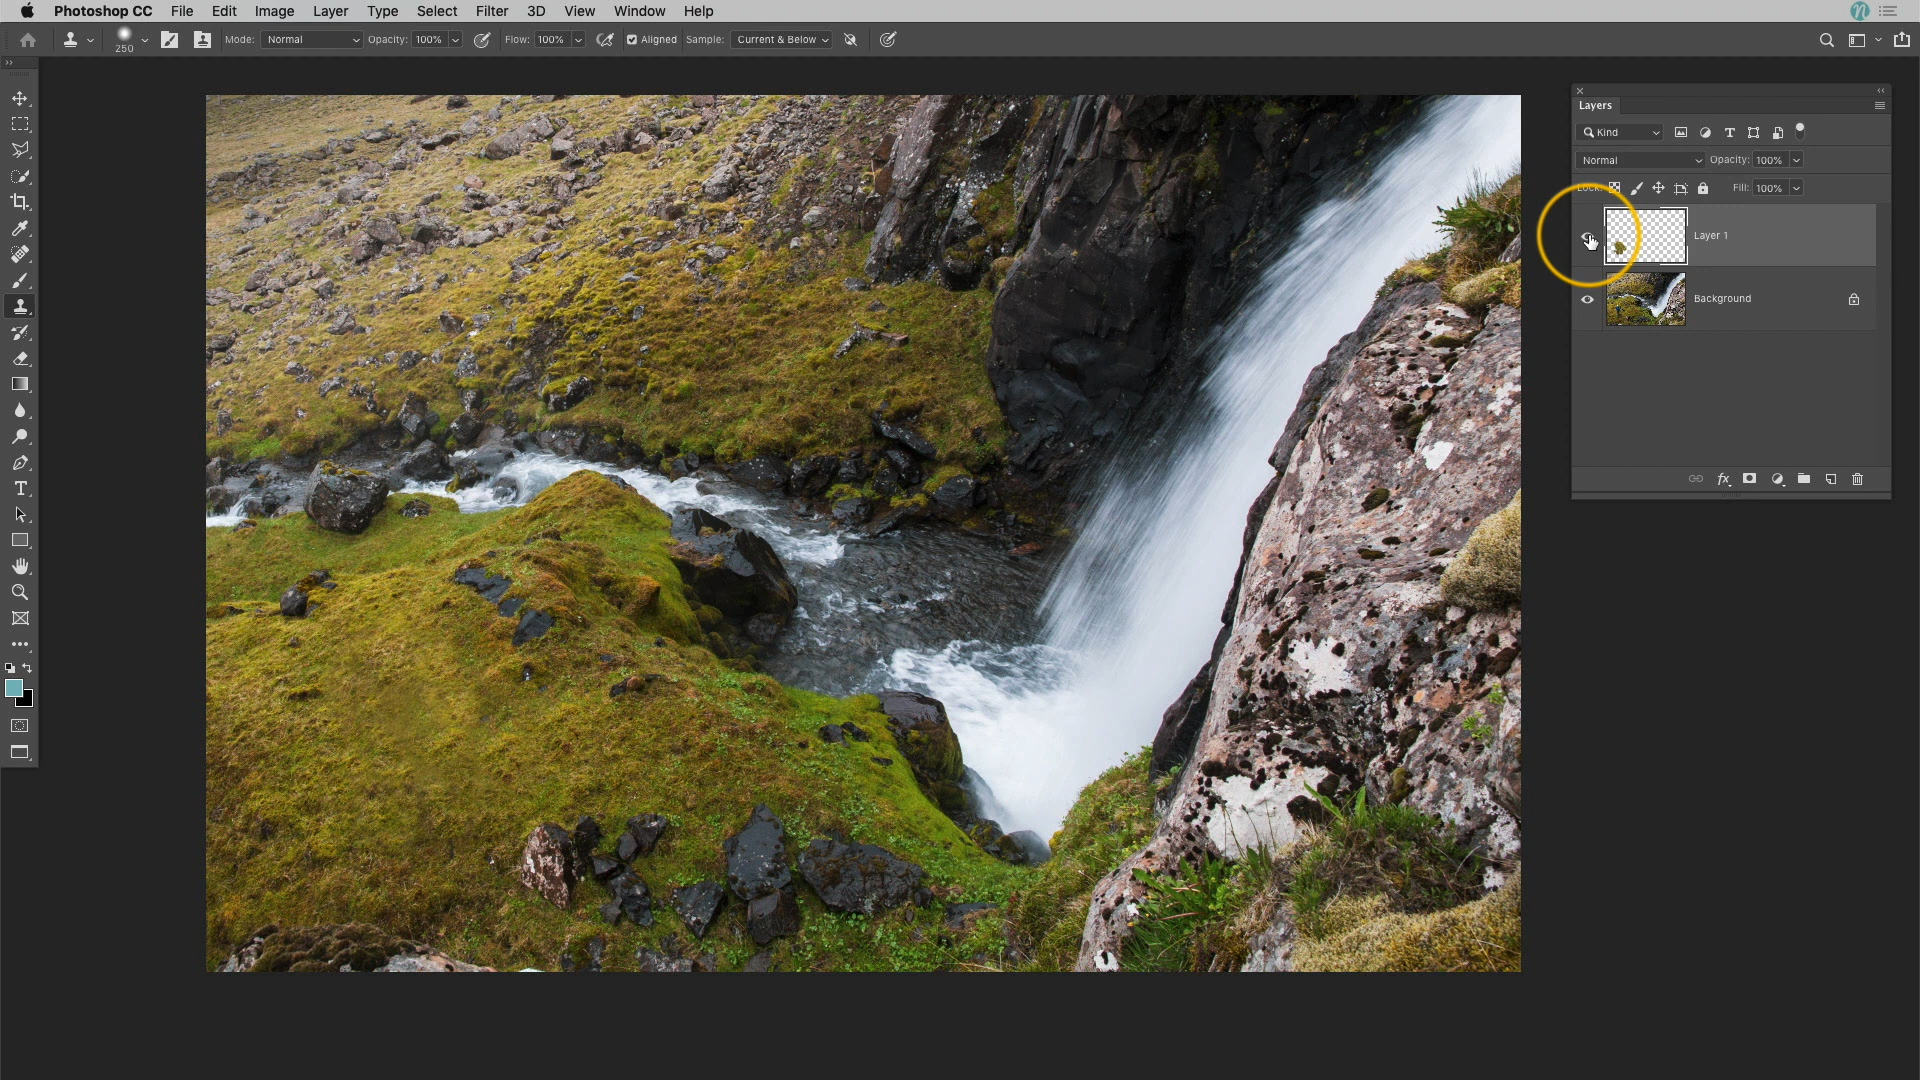 Photoshop CC File Edit Image Layer Type Select Filter 3D View Window Help
250 Mode: Normal Opacity: 100% Flow: 100% Aligned Sample: Current & Below
Layers
Kind
Normal Opacity: 100%
Lock: Fill: 100%
Layer 1
Background